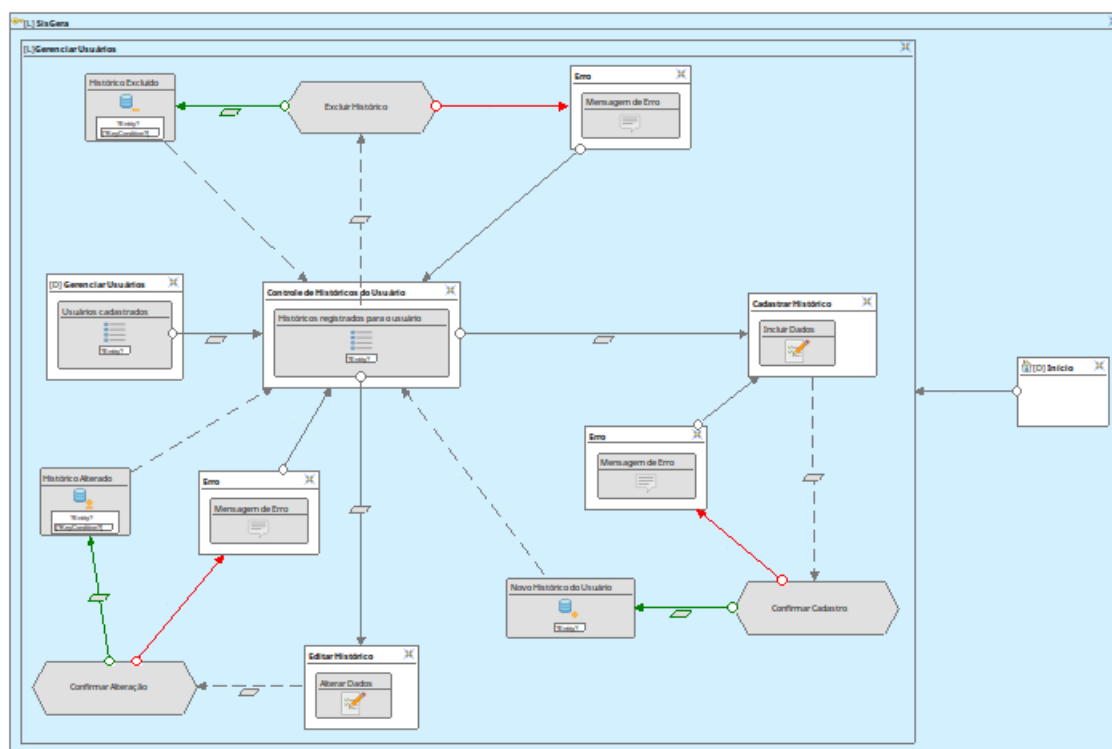 [L] SisGera
[L]Gerenciar Usuários
Histórico Excluído
?Entity?
[?KeyCondition?]
Excluir Histórico
Erro
Mensagem de Erro
[D] Gerenciar Usuários
Usuários cadastrados
?Entity?
Controle de Históricos do Usuário
Históricos registrados para o usuário
?Entity?
Cadastrar Histórico
Incluir Dados
[D] Início
Erro
Mensagem de Erro
Histórico Alterado
?Entity?
[?KeyCondition?]
Erro
Mensagem de Erro
Novo Histórico do Usuário
?Entity?
Confirmar Cadastro
Editar Histórico
Alterar Dados
Confirmar Alteração